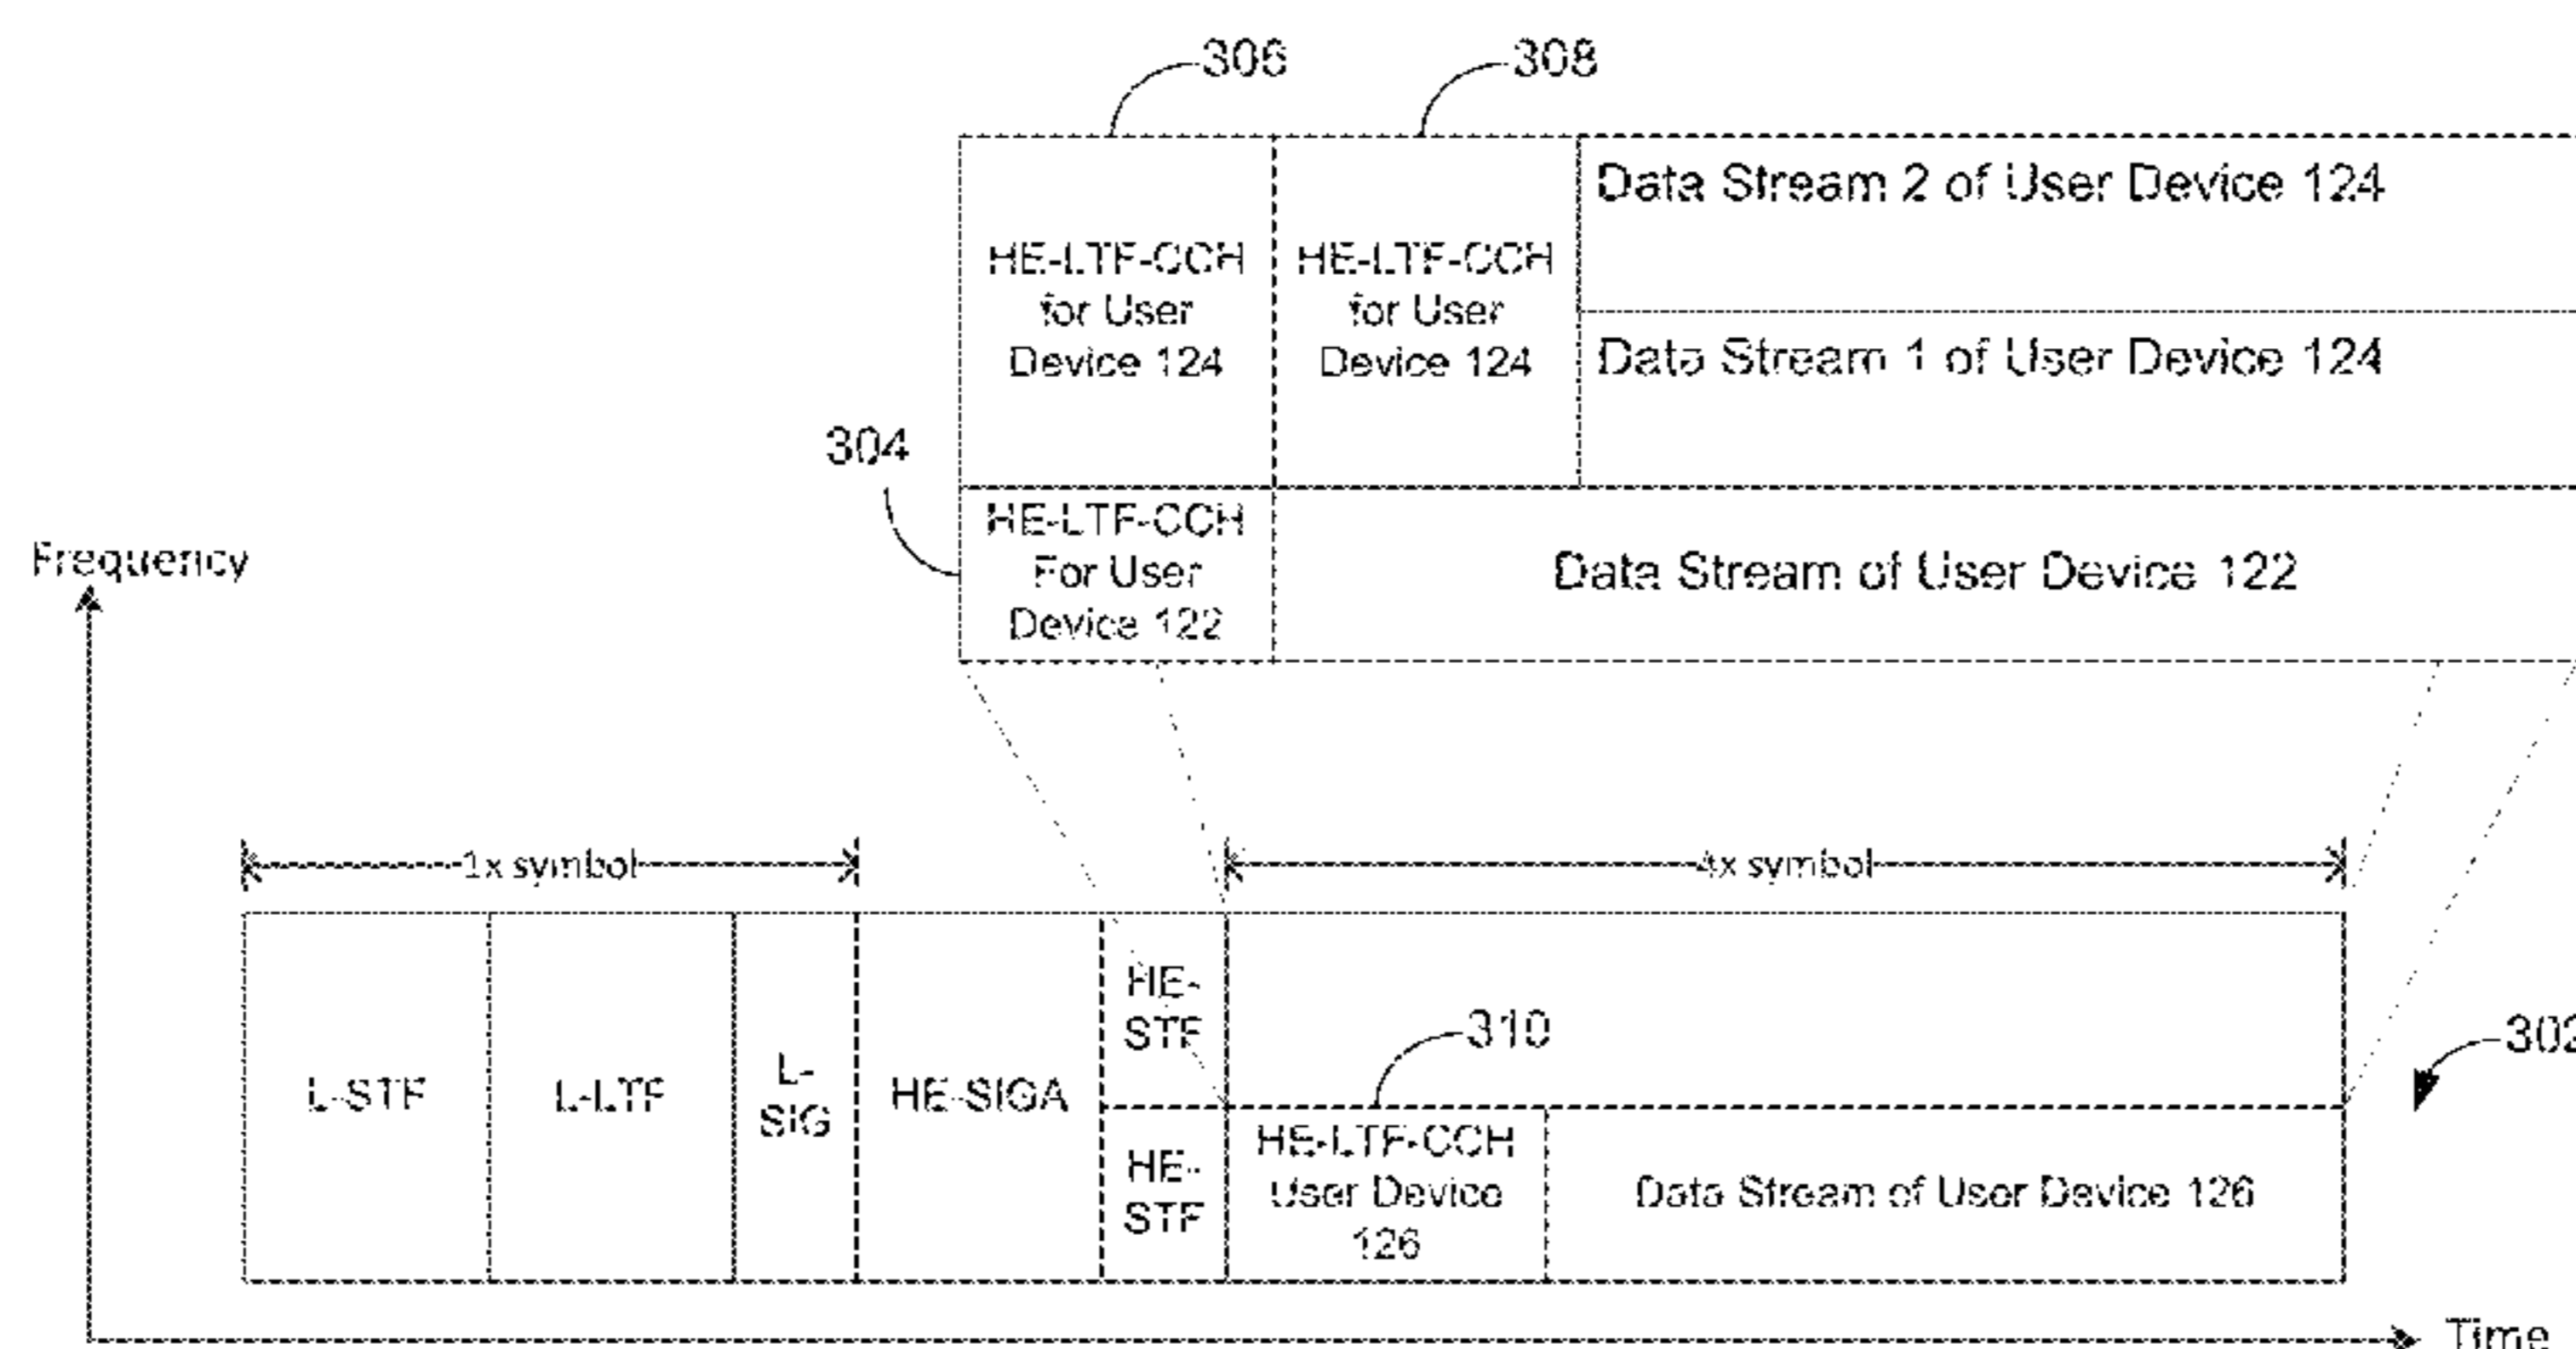 306
308
Data Stream 2 of User Device 124
HE-LTF-CCH
for User
Device 124
HE-LTF-CCH
for User
Device 124
Data Stream 1 of User Device 124
304
HE-LTF-CCH
For User
Device 122
Data Stream of User Device 122
Frequency
1x symbol
4x symbol
L-STF
L-LTF
L-
SIG
HE-SIGA
HE-
STF
HE-
STF
310
302
HE-LTF-CCH
User Device
126
Data Stream of User Device 126
Time